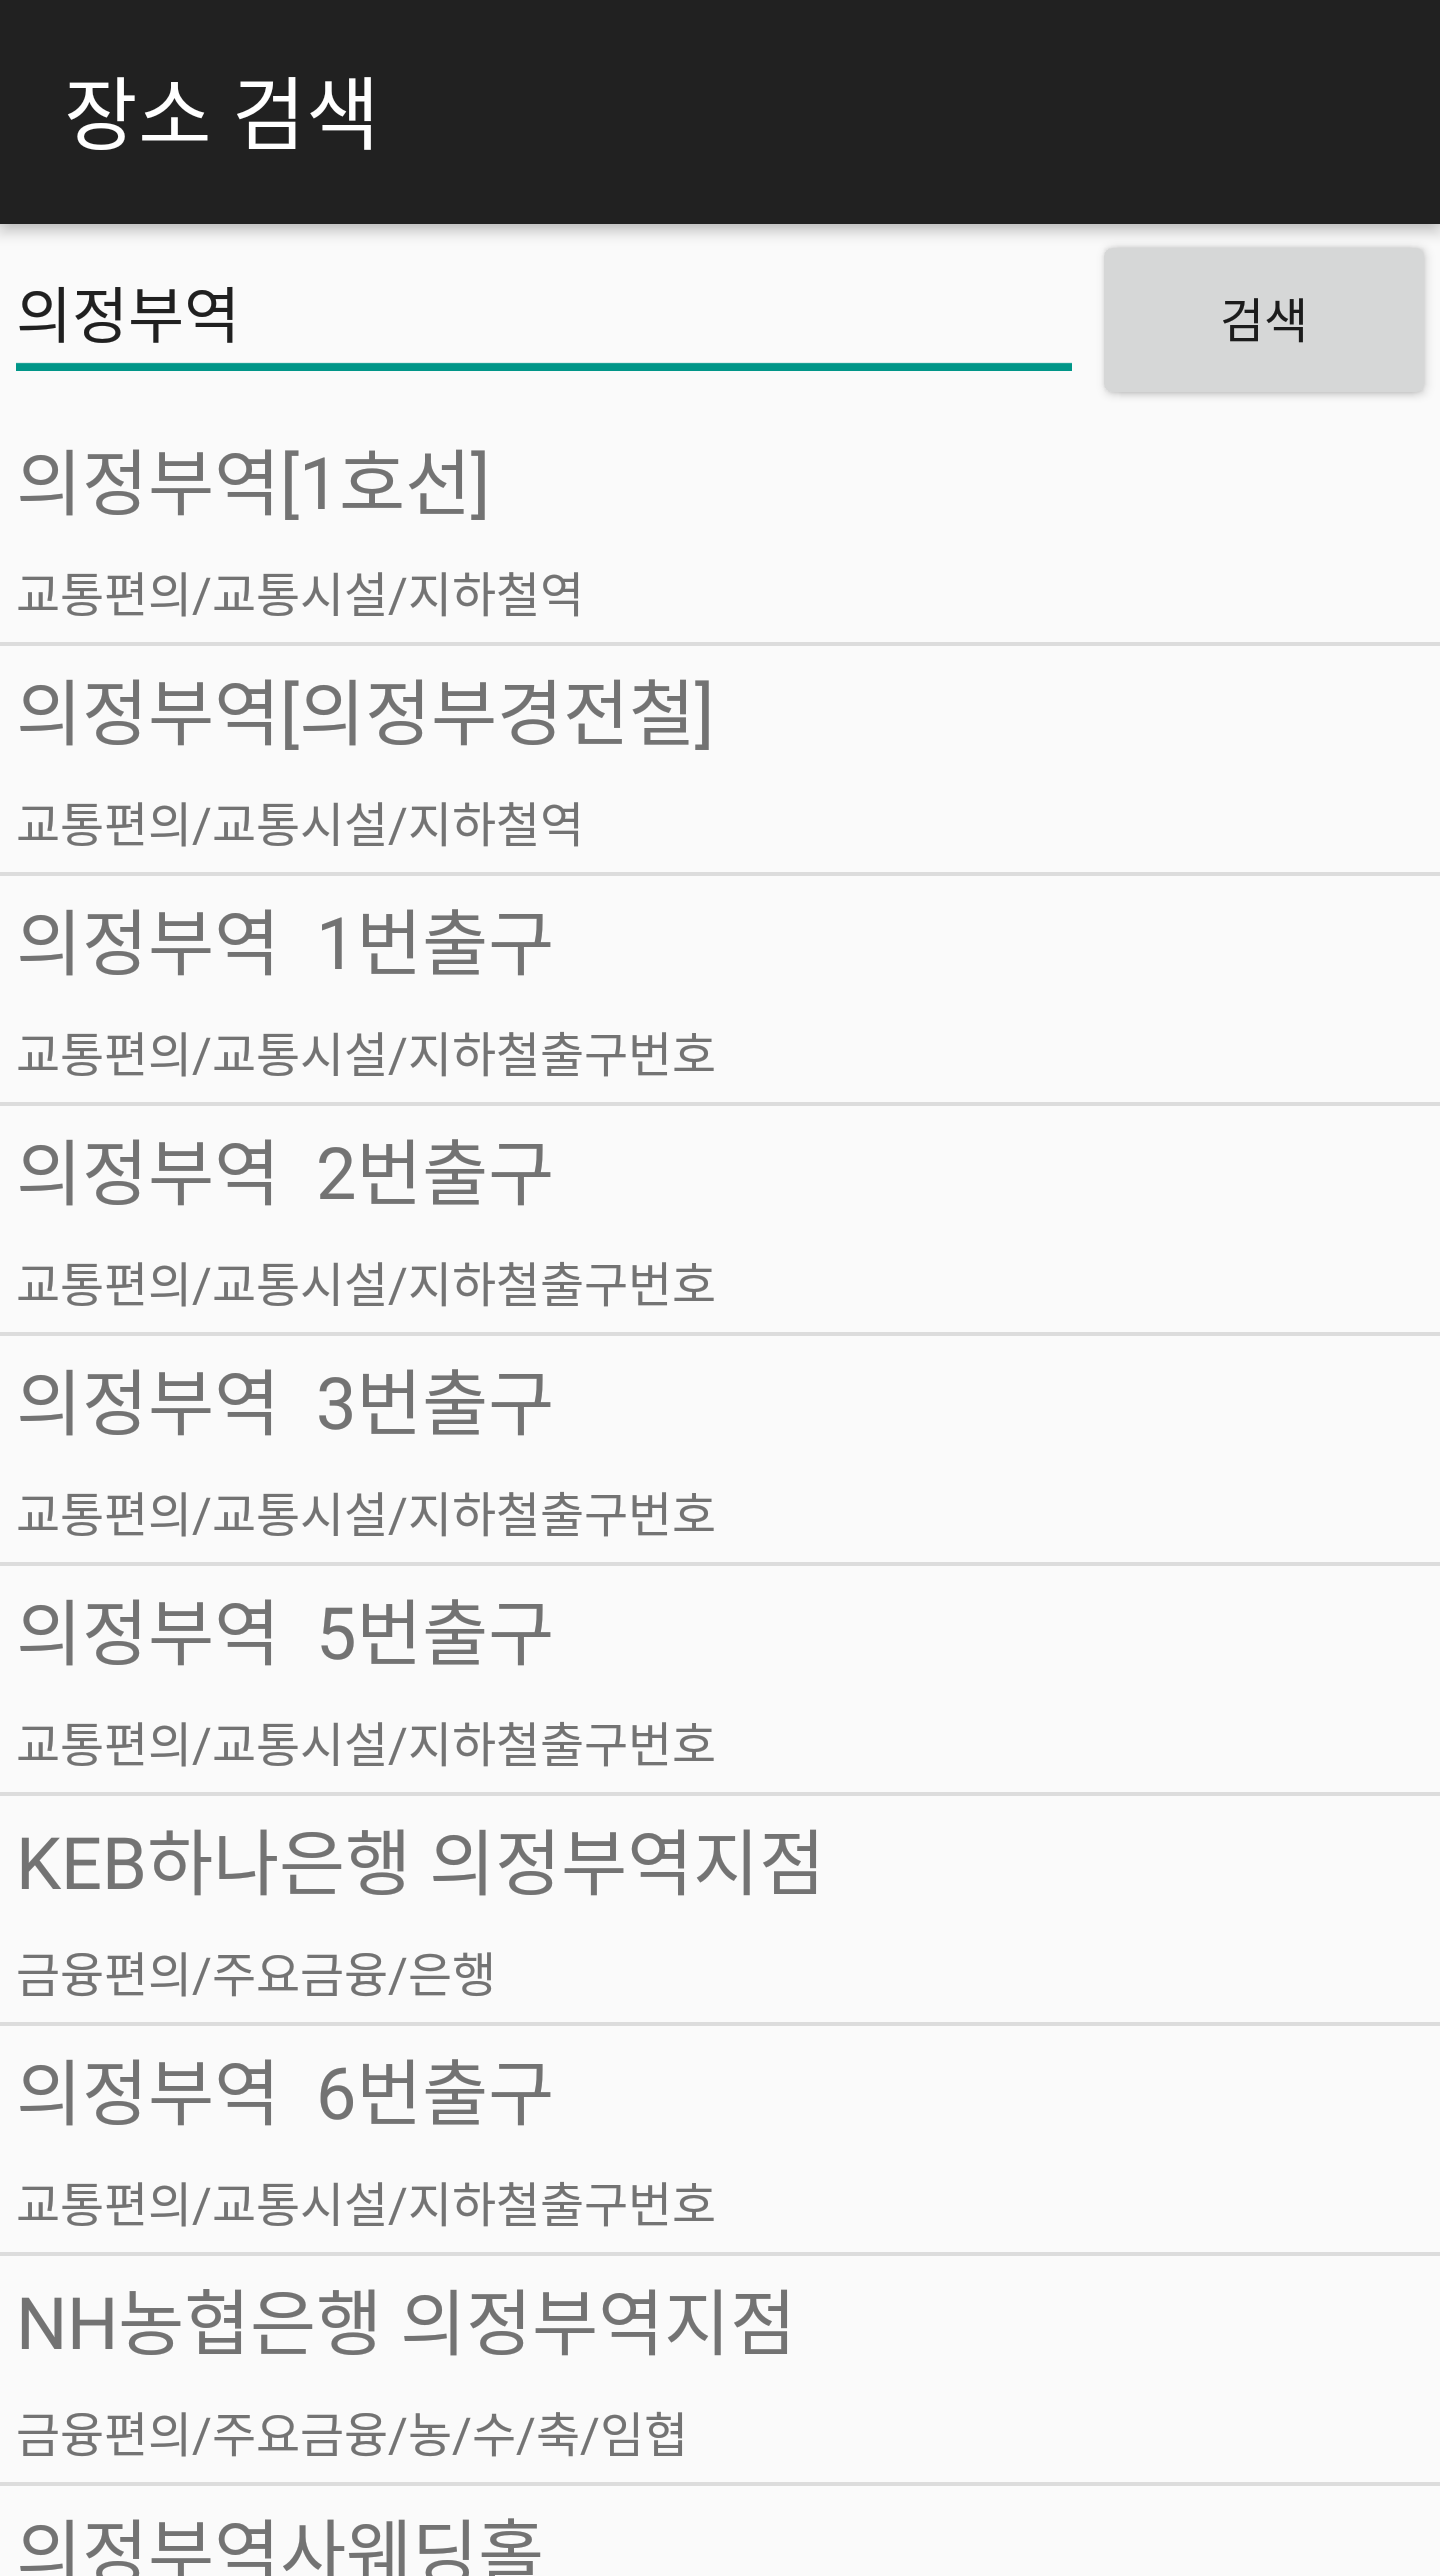 장소 검색
의정부역
검색
의정부역[1호선]
교통편의/교통시설/지하철역
의정부역[의정부경전철]
교통편의/교통시설/지하철역
의정부역  1번출구
교통편의/교통시설/지하철출구번호
의정부역  2번출구
교통편의/교통시설/지하철출구번호
의정부역  3번출구
교통편의/교통시설/지하철출구번호
의정부역  5번출구
교통편의/교통시설/지하철출구번호
KEB하나은행 의정부역지점
금융편의/주요금융/은행
의정부역  6번출구
교통편의/교통시설/지하철출구번호
NH농협은행 의정부역지점
금융편의/주요금융/농/수/축/임협
의정부역사웨딩홀